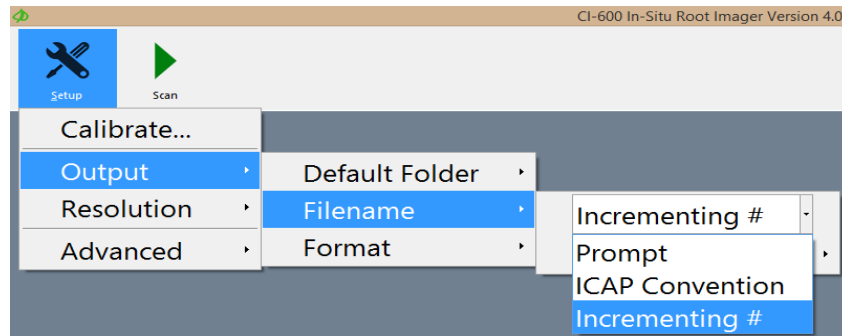 CI-600 In-Situ Root Imager Version 4.0
Setup
Scan
Calibrate...
Output
Resolution
Advanced
Default Folder
Filename
Format
Incrementing #
Prompt
ICAP Convention
Incrementing #